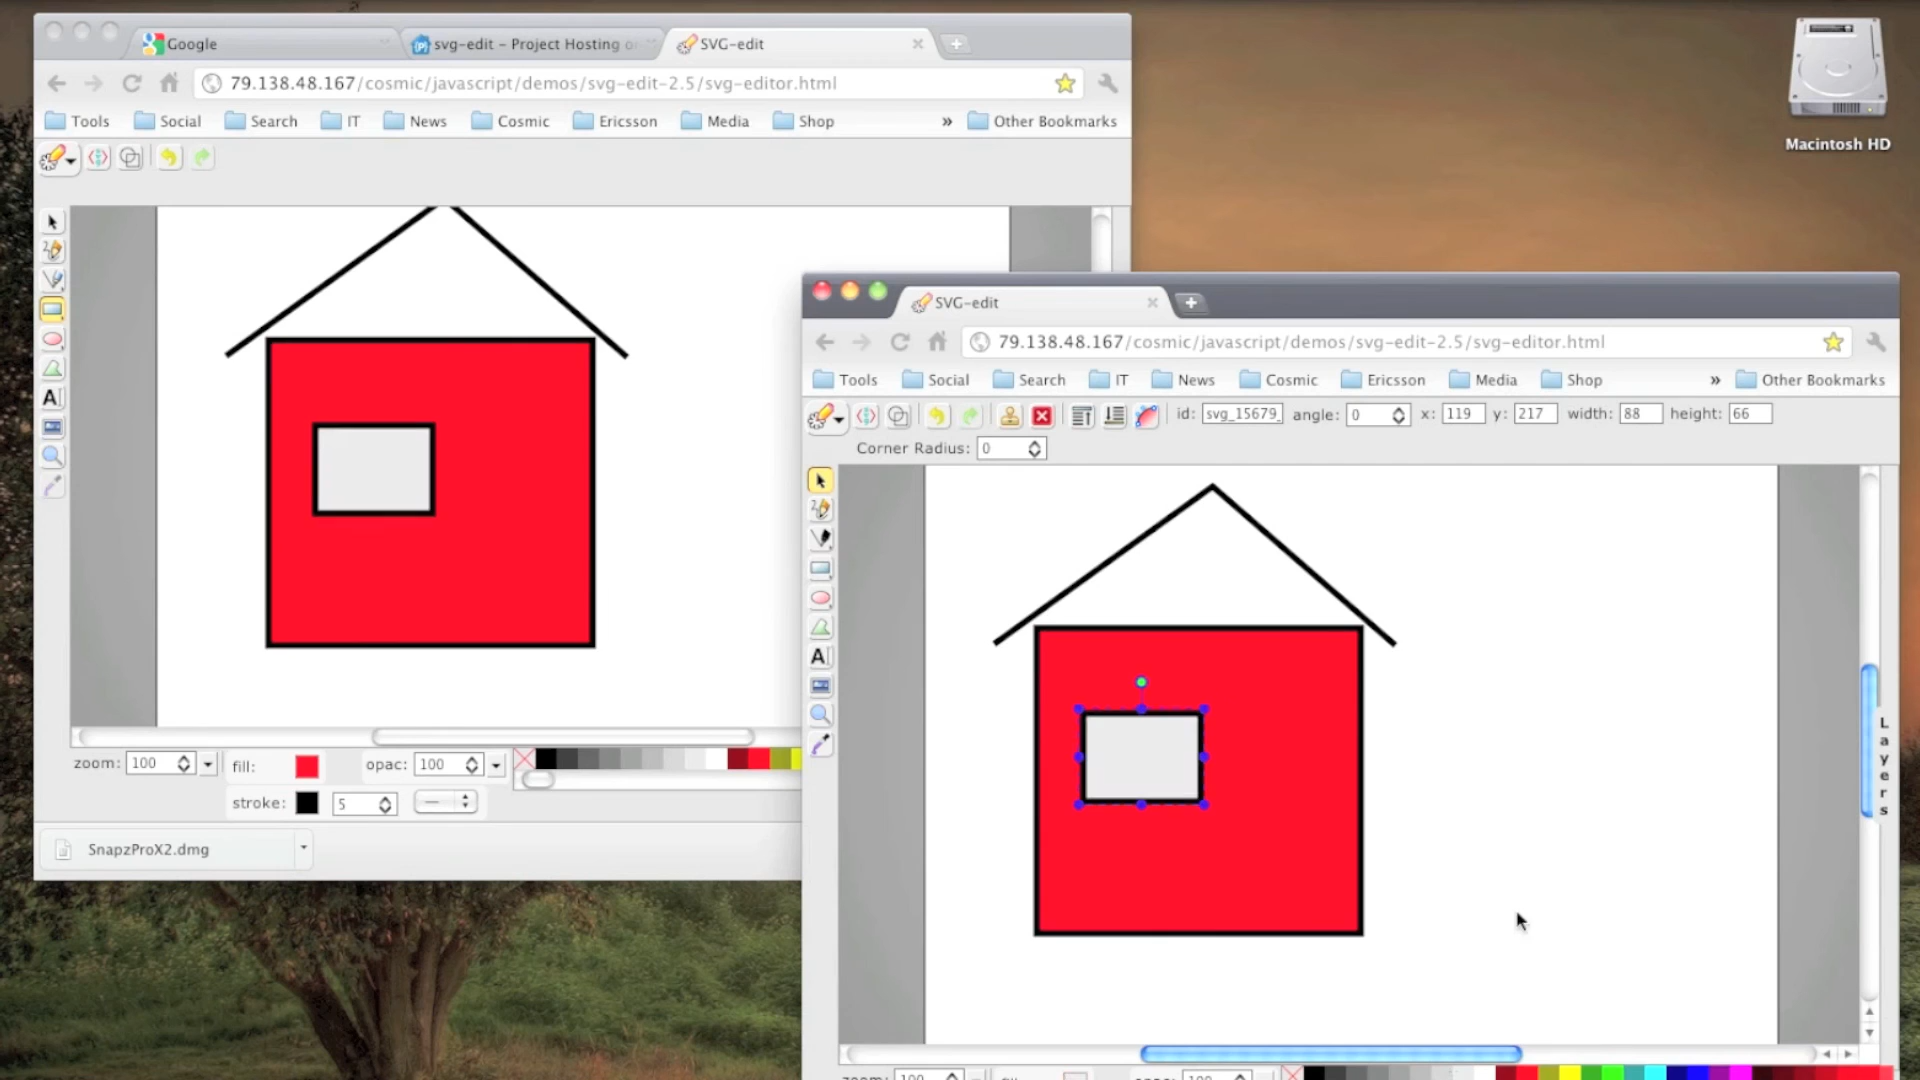 Google
svg-edit - Project Hosting o
SVG-edit
79.138.48.167/cosmic/javascript/demos/svg-edit-2.5/svg-editor.html
Tools Social Search IT News Cosmic Ericsson Media Shop » Other Bookmarks
Macintosh HD
A
zoom: 100 fill: opac: 100
stroke: 5
SnapzProX2.dmg
SVG-edit
79.138.48.167/cosmic/javascript/demos/svg-edit-2.5/svg-editor.html
Tools Social Search IT News Cosmic Ericsson Media Shop » Other Bookmarks
id: svg_15679_ angle: 0 x: 119 y: 217 width: 88 height: 66
Corner Radius: 0
A
Layers
zoom: 100 100